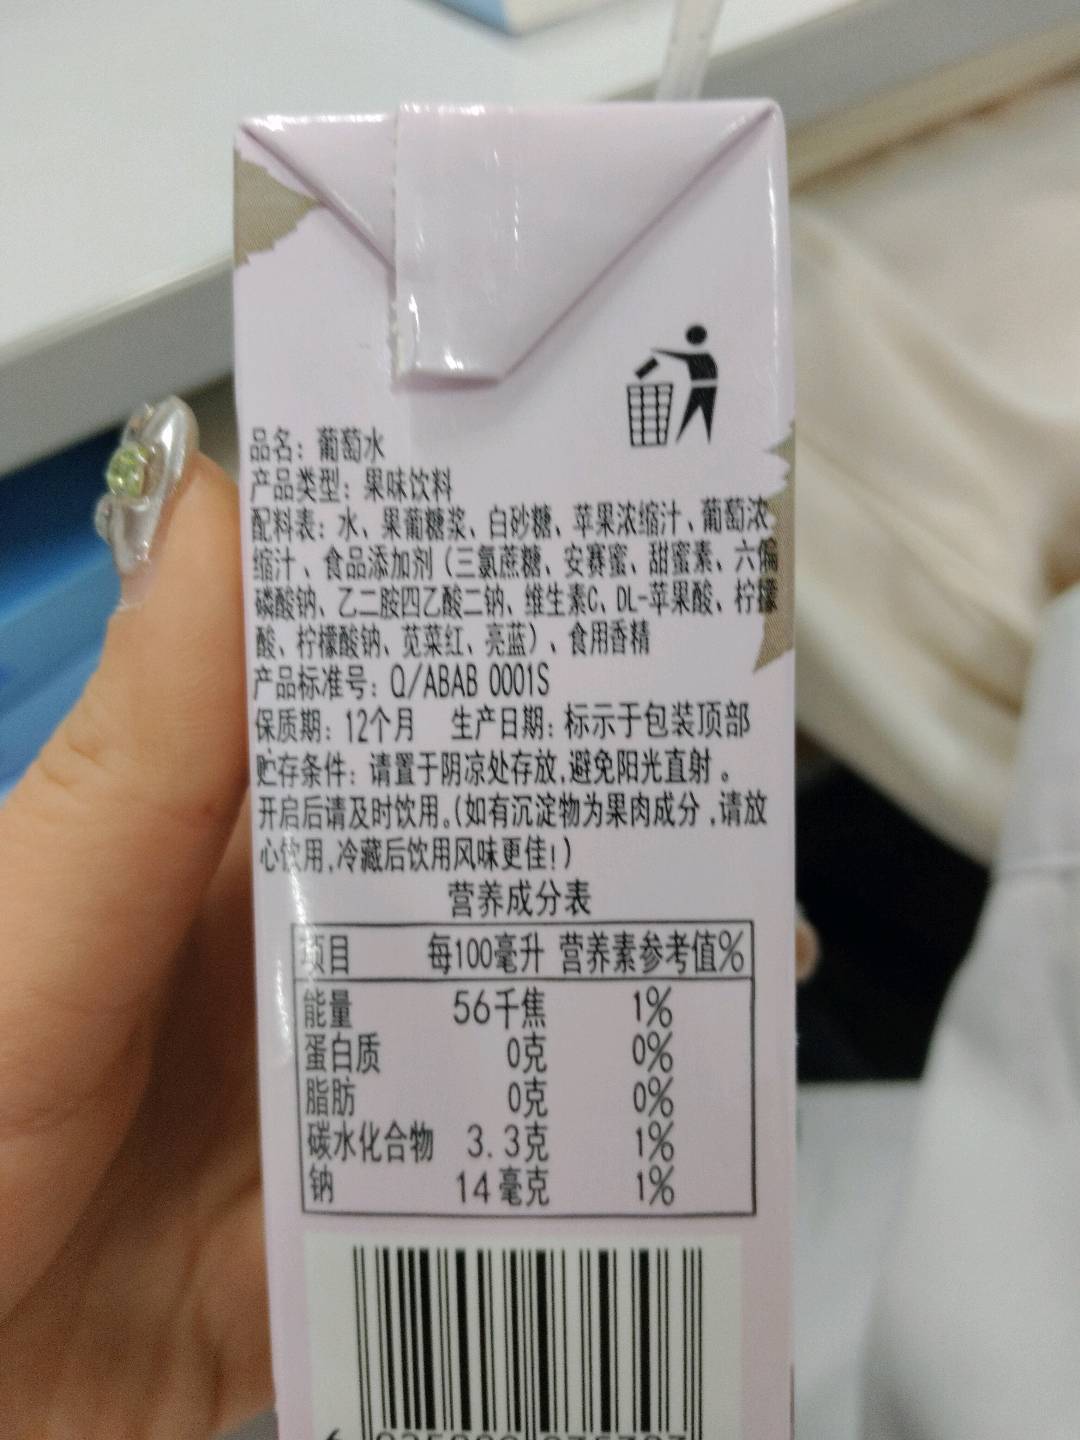 品名：葡萄水
产品类型：果味饮料
配料表：水、果葡糖浆、白砂糖、苹果浓缩汁、葡萄浓
缩汁、食品添加剂（三氯蔗糖、安赛蜜、甜蜜素、六偏
磷酸钠、乙二胺四乙酸二钠、维生素C、DL-苹果酸、柠檬
酸、柠檬酸钠、苋菜红、亮蓝）、食用香精
产品标准号：Q/ABAB 0001S
保质期：12个月 生产日期：标示于包装顶部
贮存条件：请置于阴凉处存放,避免阳光直射。
开启后请及时饮用。(如有沉淀物为果肉成分,请放
心饮用,冷藏后饮用风味更佳!)
营养成分表
项目 每100毫升 营养素参考值%
能量 56千焦 1%
蛋白质 0克 0%
脂肪 0克 0%
碳水化合物 3.3克 1%
钠 14毫克 1%